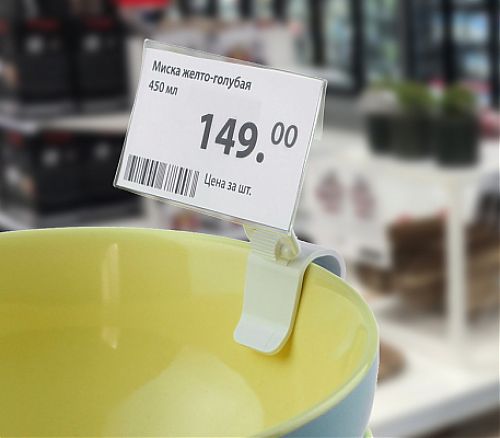 Миска желто-голубая
450 мл
149. 00
Цена за шт.